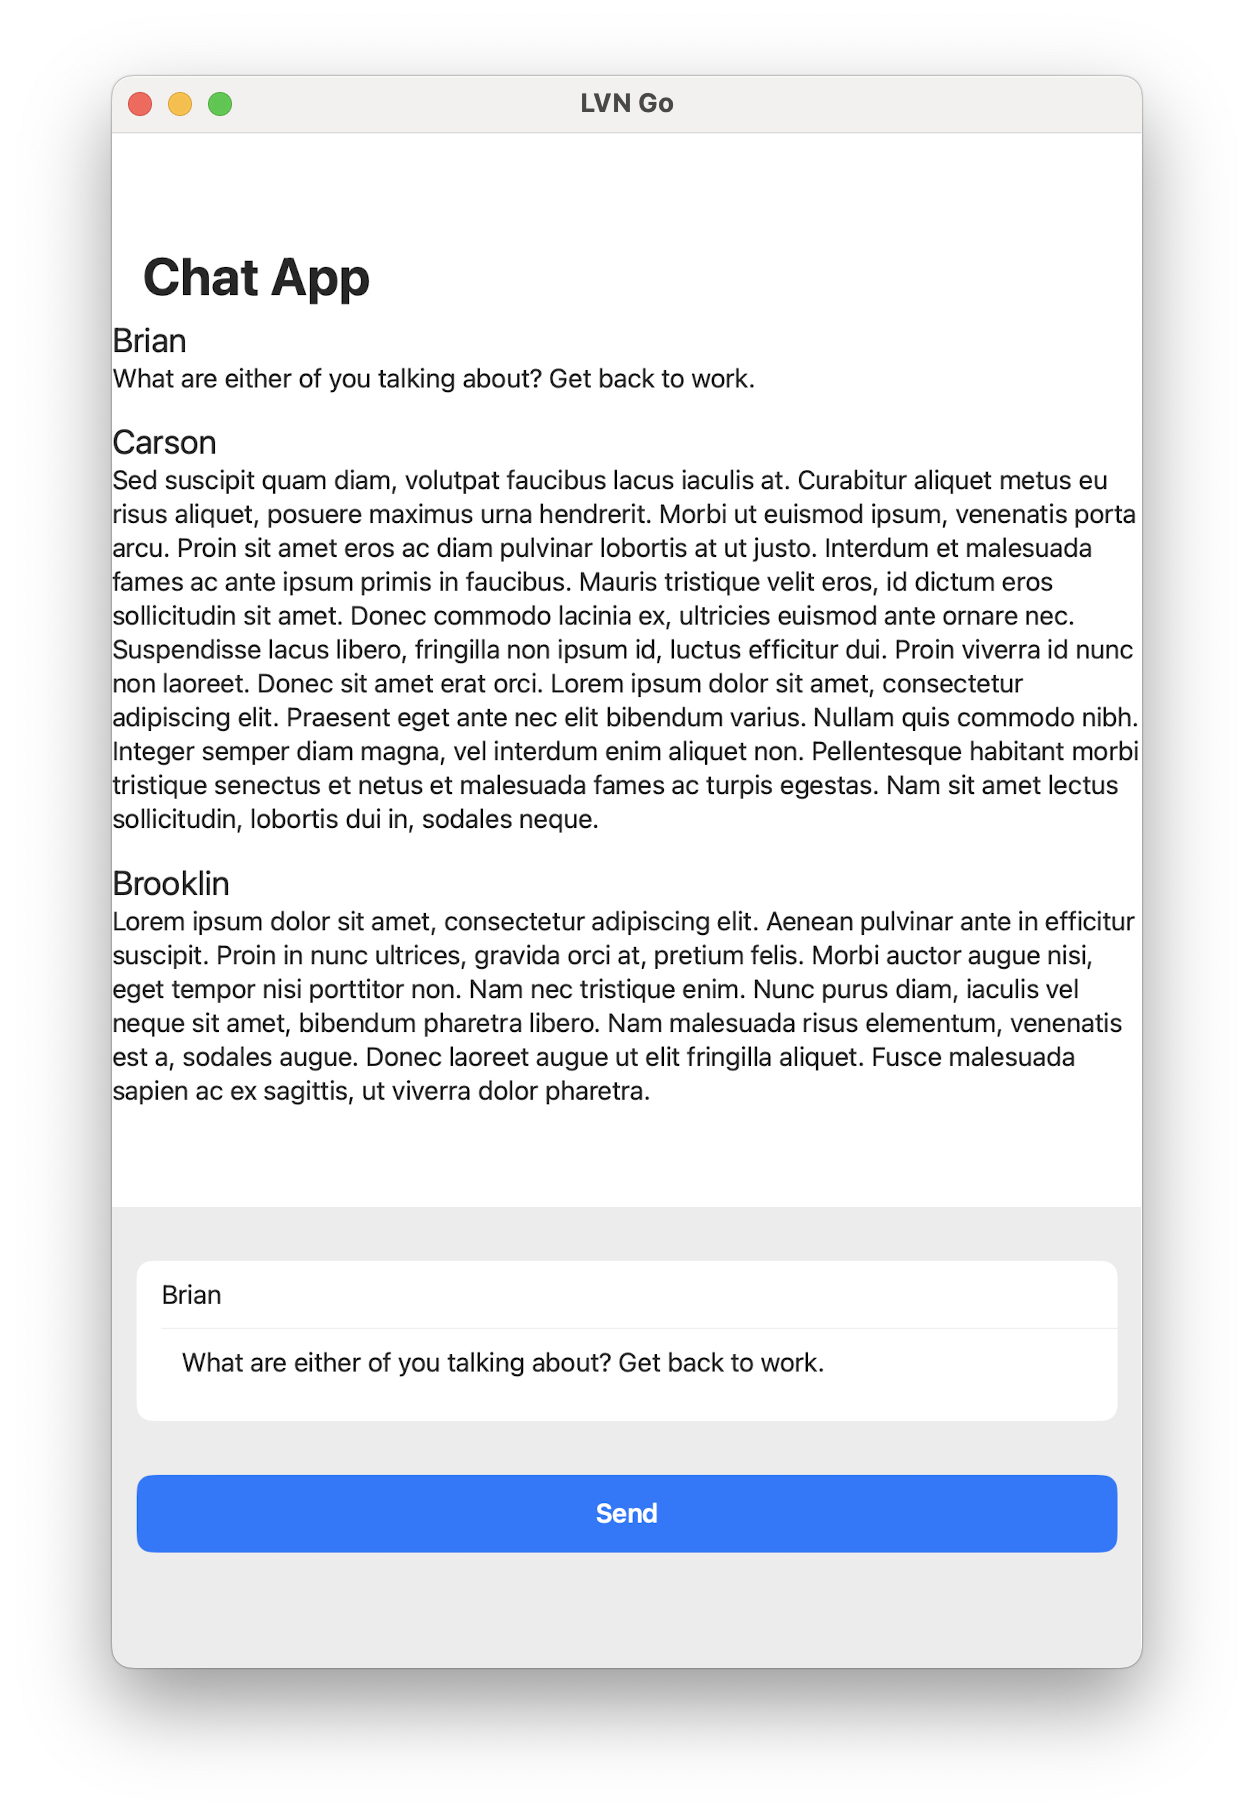 LVN Go
Chat App
Brian
What are either of you talking about? Get back to work.
Carson
Sed suscipit quam diam, volutpat faucibus lacus iaculis at. Curabitur aliquet metus eu
risus aliquet, posuere maximus urna hendrerit. Morbi ut euismod ipsum, venenatis porta
arcu. Proin sit amet eros ac diam pulvinar lobortis at ut justo. Interdum et malesuada
fames ac ante ipsum primis in faucibus. Mauris tristique velit eros, id dictum eros
sollicitudin sit amet. Donec commodo lacinia ex, ultricies euismod ante ornare nec.
Suspendisse lacus libero, fringilla non ipsum id, luctus efficitur dui. Proin viverra id nunc
non laoreet. Donec sit amet erat orci. Lorem ipsum dolor sit amet, consectetur
adipiscing elit. Praesent eget ante nec elit bibendum varius. Nullam quis commodo nibh.
Integer semper diam magna, vel interdum enim aliquet non. Pellentesque habitant morbi
tristique senectus et netus et malesuada fames ac turpis egestas. Nam sit amet lectus
sollicitudin, lobortis dui in, sodales neque.
Brooklin
Lorem ipsum dolor sit amet, consectetur adipiscing elit. Aenean pulvinar ante in efficitur
suscipit. Proin in nunc ultrices, gravida orci at, pretium felis. Morbi auctor augue nisi,
eget tempor nisi porttitor non. Nam nec tristique enim. Nunc purus diam, iaculis vel
neque sit amet, bibendum pharetra libero. Nam malesuada risus elementum, venenatis
est a, sodales augue. Donec laoreet augue ut elit fringilla aliquet. Fusce malesuada
sapien ac ex sagittis, ut viverra dolor pharetra.
Brian
What are either of you talking about? Get back to work.
Send